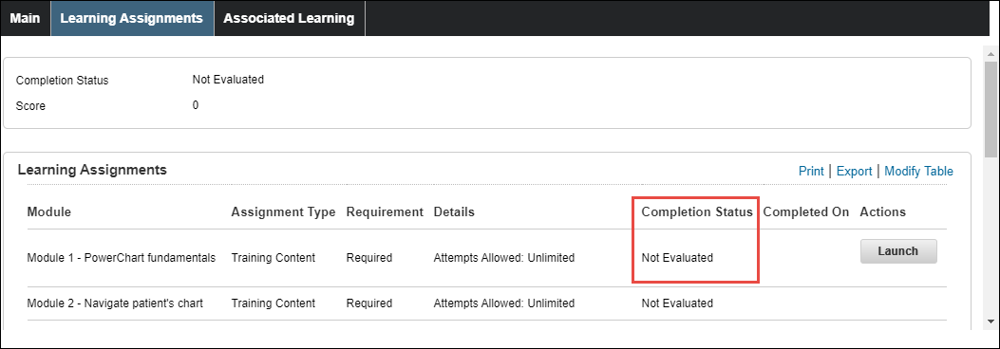 Main Learning Assignments Associated Learning
Completion Status Not Evaluated
Score 0
Learning Assignments Print | Export | Modify Table
Module Assignment Type Requirement Details Completion Status Completed On Actions
Module 1 - PowerChart fundamentals Training Content Required Attempts Allowed: Unlimited Not Evaluated Launch
Module 2 - Navigate patient's chart Training Content Required Attempts Allowed: Unlimited Not Evaluated